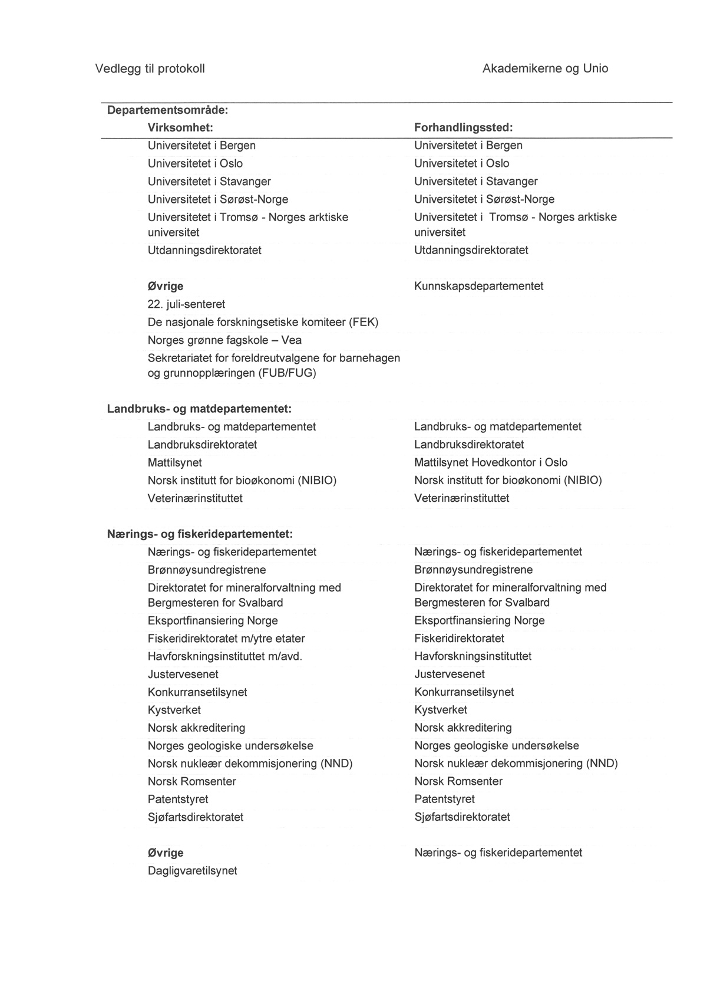 Vedlegg til protokoll Akademikerne og Unio
Departementsområde:
Virksomhet: Forhandlingssted:
Universitetet i Bergen Universitetet i Bergen
Universitetet i Oslo Universitetet i Oslo
Universitetet i Stavanger Universitetet i Stavanger
Universitetet i Sørøst-Norge Universitetet i Sørøst-Norge
Universitetet i Tromsø - Norges arktiske Universitetet i Tromsø - Norges arktiske
universitet universitet
Utdanningsdirektoratet Utdanningsdirektoratet
Øvrige Kunnskapsdepartementet
22. juli-senteret
De nasjonale forskningsetiske komiteer (FEK)
Norges grønne fagskole – Vea
Sekretariatet for foreldreutvalgene for barnehagen
og grunnopplæringen (FUB/FUG)
Landbruks- og matdepartementet:
Landbruks- og matdepartementet Landbruks- og matdepartementet
Landbruksdirektoratet Landbruksdirektoratet
Mattilsynet Mattilsynet Hovedkontor i Oslo
Norsk institutt for bioøkonomi (NIBIO) Norsk institutt for bioøkonomi (NIBIO)
Veterinærinstituttet Veterinærinstituttet
Nærings- og fiskeridepartementet:
Nærings- og fiskeridepartementet Nærings- og fiskeridepartementet
Brønnøysundregistrene Brønnøysundregistrene
Direktoratet for mineralforvaltning med Direktoratet for mineralforvaltning med
Bergmesteren for Svalbard Bergmesteren for Svalbard
Eksportfinansiering Norge Eksportfinansiering Norge
Fiskeridirektoratet m/ytre etater Fiskeridirektoratet
Havforskningsinstituttet m/avd. Havforskningsinstituttet
Justervesenet Justervesenet
Konkurransetilsynet Konkurransetilsynet
Kystverket Kystverket
Norsk akkreditering Norsk akkreditering
Norges geologiske undersøkelse Norges geologiske undersøkelse
Norsk nukleær dekommisjonering (NND) Norsk nukleær dekommisjonering (NND)
Norsk Romsenter Norsk Romsenter
Patentstyret Patentstyret
Sjøfartsdirektoratet Sjøfartsdirektoratet
Øvrige Nærings- og fiskeridepartementet
Dagligvaretilsynet